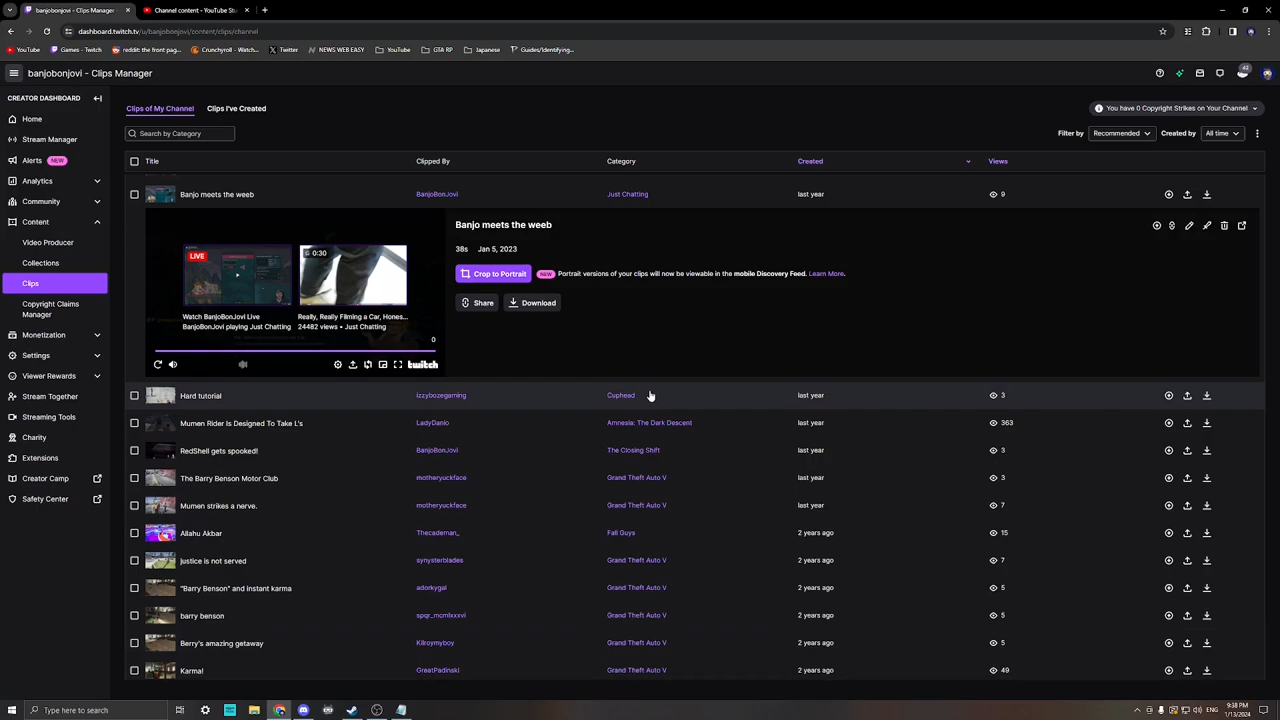 banjobonjovi - Clips Manager
Channel content - YouTube Stu
dashboard.twitch.tv/u/banjobonjovi/content/clips/channel
YouTube Games - Twitch reddit: the front pag... Crunchyroll - Watch... Twitter NEWS WEB EASY YouTube GTA RP Japanese Guides/Identifying...
banjobonjovi - Clips Manager
42
CREATOR DASHBOARD
Home
Stream Manager
Alerts NEW
Analytics
Community
Content
Video Producer
Collections
Clips
Copyright Claims
Manager
Monetization
Settings
Viewer Rewards
Stream Together
Streaming Tools
Charity
Extensions
Creator Camp
Safety Center
Clips of My Channel Clips I've Created
You have 0 Copyright Strikes on Your Channel
Search by Category
Filter by Recommended Created by All time
Title Clipped By Category Created Views
Banjo meets the weeb BanjoBonJovi Just Chatting last year 9
LIVE
0:30
Watch BanjoBonJovi Live
BanjoBonJovi playing Just Chatting
Really, Really Filming a Car, Hones...
24482 views • Just Chatting
0
twitch
Banjo meets the weeb
38s Jan 5, 2023
Crop to Portrait NEW Portrait versions of your clips will now be viewable in the mobile Discovery Feed. Learn More.
Share Download
Hard tutorial izzybozegaming Cuphead last year 3
Mumen Rider Is Designed To Take L's LadyDanio Amnesia: The Dark Descent last year 363
RedShell gets spooked! BanjoBonJovi The Closing Shift last year 3
The Barry Benson Motor Club motheryuckface Grand Theft Auto V last year 3
Mumen strikes a nerve. motheryuckface Grand Theft Auto V last year 7
Allahu Akbar Thecademan_ Fall Guys 2 years ago 15
justice is not served synysterblades Grand Theft Auto V 2 years ago 7
"Barry Benson" and instant karma adorkygal Grand Theft Auto V 2 years ago 5
barry benson spqr_mcmlxxxvi Grand Theft Auto V 2 years ago 5
Berry's amazing getaway Kilroymyboy Grand Theft Auto V 2 years ago 5
Karma! GreatPadinski Grand Theft Auto V 2 years ago 49
Type here to search
ENG
9:38 PM
1/13/2024